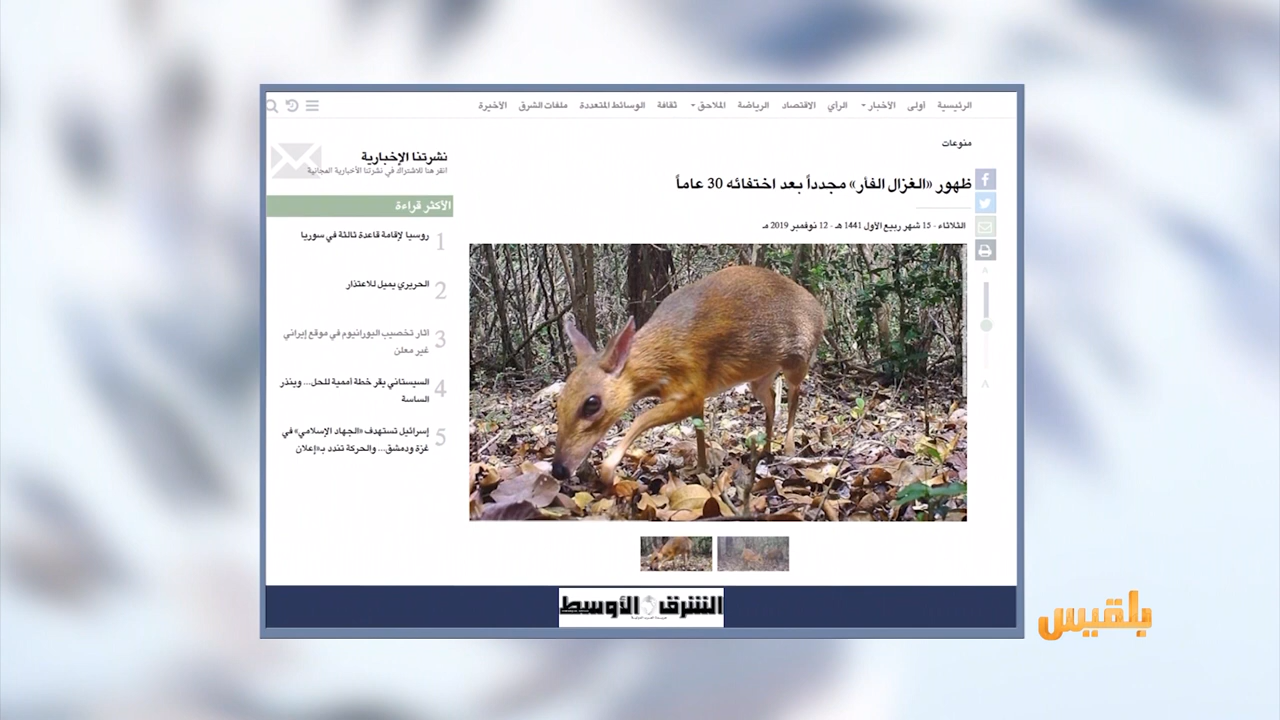 الرئيسية أولى الأخبار الرأي الاقتصاد الرياضة الملاحق ثقافة الوسائط المتعددة ملفات الشرق الأخيرة
منوعات
ظهور «الغزال الفأر» مجدداً بعد اختفائه 30 عاماً
الثلاثاء - 15 شهر ربيع الأول 1441 هـ - 12 نوفمبر 2019 مـ
A
A
نشرتنا الإخبارية
انقر هنا للاشتراك في نشرتنا الأخبارية المجانية
الأكثر قراءة
1 روسيا لإقامة قاعدة ثالثة في سوريا
2 الحريري يميل للاعتذار
3 آثار تخصيب اليورانيوم في موقع إيراني
غير معلن
4 السيستاني يقر خطة أممية للحل... وينذر
الساسة
5 إسرائيل تستهدف «الجهاد الإسلامي» في
غزة ودمشق... والحركة تندد بـ«إعلان
الشرق الأوسط
بلقيس